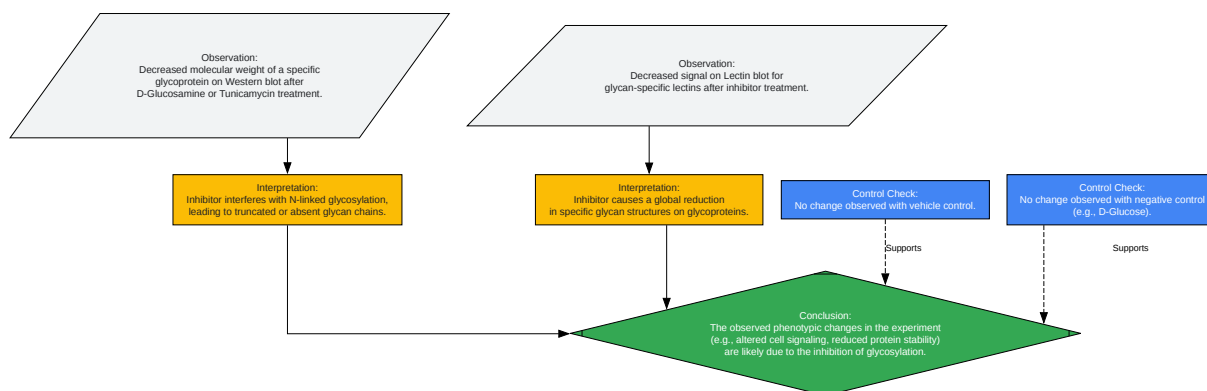 Observation:
Decreased molecular weight of a specific
glycoprotein on Western blot after
D-Glucosamine or Tunicamycin treatment.
Observation:
Decreased signal on Lectin blot for
glycan-specific lectins after inhibitor treatment.
Interpretation:
Inhibitor interferes with N-linked glycosylation,
leading to truncated or absent glycan chains.
Interpretation:
Inhibitor causes a global reduction
in specific glycan structures on glycoproteins.
Control Check:
No change observed with vehicle control.
Control Check:
No change observed with negative control
(e.g., D-Glucose).
Supports
Supports
Conclusion:
The observed phenotypic changes in the experiment
(e.g., altered cell signaling, reduced protein stability)
are likely due to the inhibition of glycosylation.